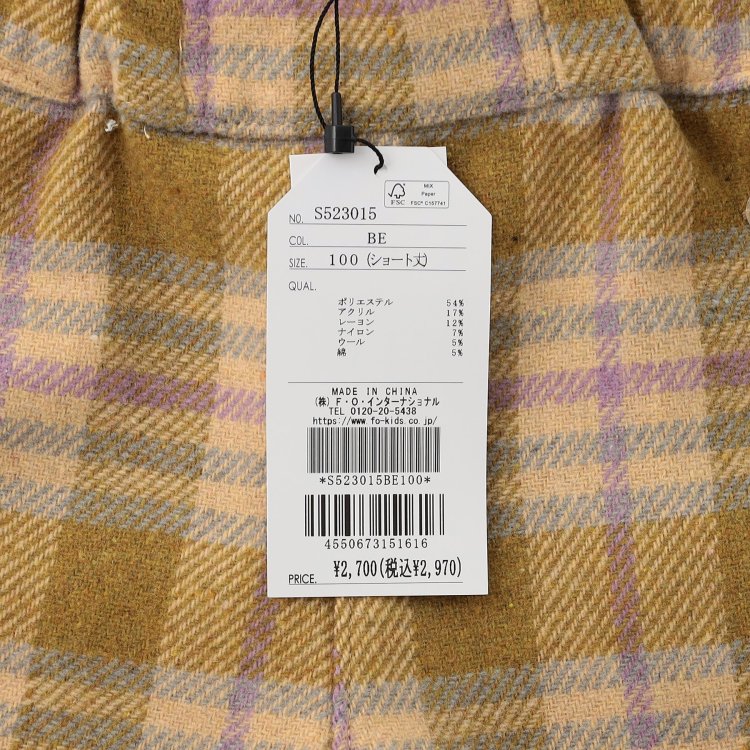 MIX
Paper
FSC
FSC® C157741
NO. S523015
COL. BE
SIZE. 100(ショート丈)
QUAL.
ポリエステル 54%
アクリル 17%
レーヨン 12%
ナイロン 7%
ウール 5%
綿 5%
MADE IN CHINA
(株)F・O・インターナショナル
TEL 0120-20-5438
https://www.fo-kids.co.jp/
*S523015BE100*
4550673151616
PRICE. ¥2,700(税込¥2,970)